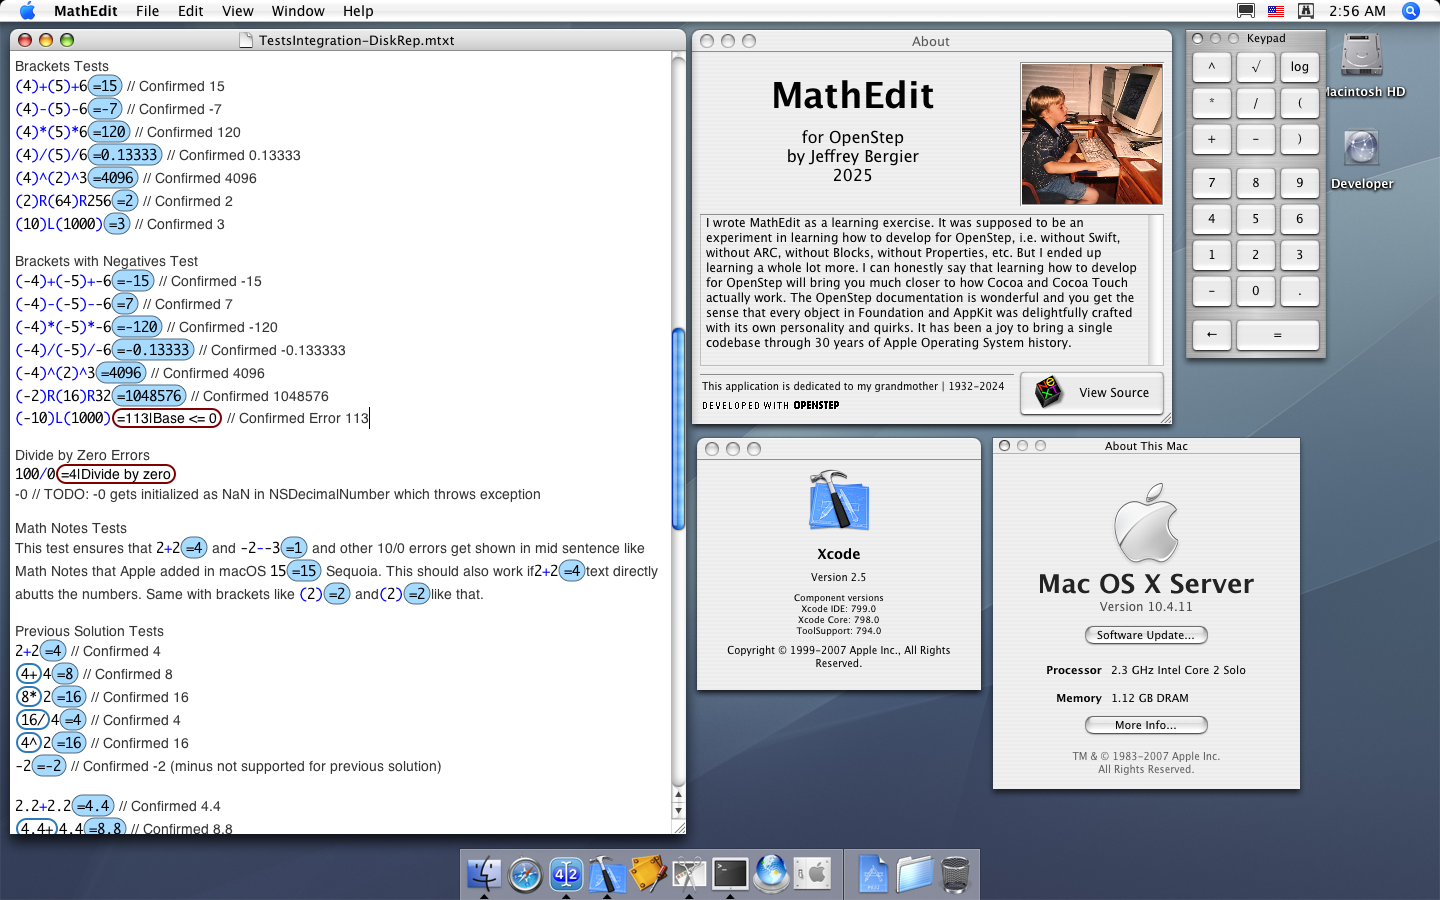 MathEdit File Edit View Window Help 2:56 AM
TestsIntegration-DiskRep.mtxt
Brackets Tests
(4)+(5)+6=15 // Confirmed 15
(4)-(5)-6=-7 // Confirmed -7
(4)*(5)*6=120 // Confirmed 120
(4)/(5)/6=0.13333 // Confirmed 0.13333
(4)^(2)^3=4096 // Confirmed 4096
(2)R(64)R256=2 // Confirmed 2
(10)L(1000)=3 // Confirmed 3
Brackets with Negatives Test
(-4)+(-5)+-6=-15 // Confirmed -15
(-4)-(-5)--6=7 // Confirmed 7
(-4)*(-5)*-6=-120 // Confirmed -120
(-4)/(-5)/-6=-0.13333 // Confirmed -0.133333
(-4)^(2)^3=4096 // Confirmed 4096
(-2)R(16)R32=1048576 // Confirmed 1048576
(-10)L(1000)=113|Base <= 0 // Confirmed Error 113
Divide by Zero Errors
100/0=4|Divide by zero
-0 // TODO: -0 gets initialized as NaN in NSDecimalNumber which throws exception
Math Notes Tests
This test ensures that 2+2=4 and -2--3=1 and other 10/0 errors get shown in mid sentence like
Math Notes that Apple added in macOS 15=15 Sequoia. This should also work if2+2=4text directly
abutts the numbers. Same with brackets like (2)=2 and(2)=2like that.
Previous Solution Tests
2+2=4 // Confirmed 4
4+4=8 // Confirmed 8
8*2=16 // Confirmed 16
16/4=4 // Confirmed 4
4^2=16 // Confirmed 16
-2=-2 // Confirmed -2 (minus not supported for previous solution)
2.2+2.2=4.4 // Confirmed 4.4
4.4+4.4=8.8 // Confirmed 8.8
About
MathEdit
for OpenStep
by Jeffrey Bergier
2025
I wrote MathEdit as a learning exercise. It was supposed to be an
experiment in learning how to develop for OpenStep, i.e. without Swift,
without ARC, without Blocks, without Properties, etc. But I ended up
learning a whole lot more. I can honestly say that learning how to develop
for OpenStep will bring you much closer to how Cocoa and Cocoa Touch
actually work. The OpenStep documentation is wonderful and you get the
sense that every object in Foundation and AppKit was delightfully crafted
with its own personality and quirks. It has been a joy to bring a single
codebase through 30 years of Apple Operating System history.
This application is dedicated to my grandmother | 1932-2024
DEVELOPED WITH OPENSTEP
NeXT
View Source
Keypad
^ √ log
* / (
+ - )
7 8 9
4 5 6
1 2 3
- 0 .
← =
Macintosh HD
Developer
Xcode
Version 2.5
Component versions
Xcode IDE: 799.0
Xcode Core: 798.0
ToolSupport: 794.0
Copyright © 1999-2007 Apple Inc., All Rights
Reserved.
About This Mac
Mac OS X Server
Version 10.4.11
Software Update...
Processor 2.3 GHz Intel Core 2 Solo
Memory 1.12 GB DRAM
More Info...
TM & © 1983-2007 Apple Inc.
All Rights Reserved.
42